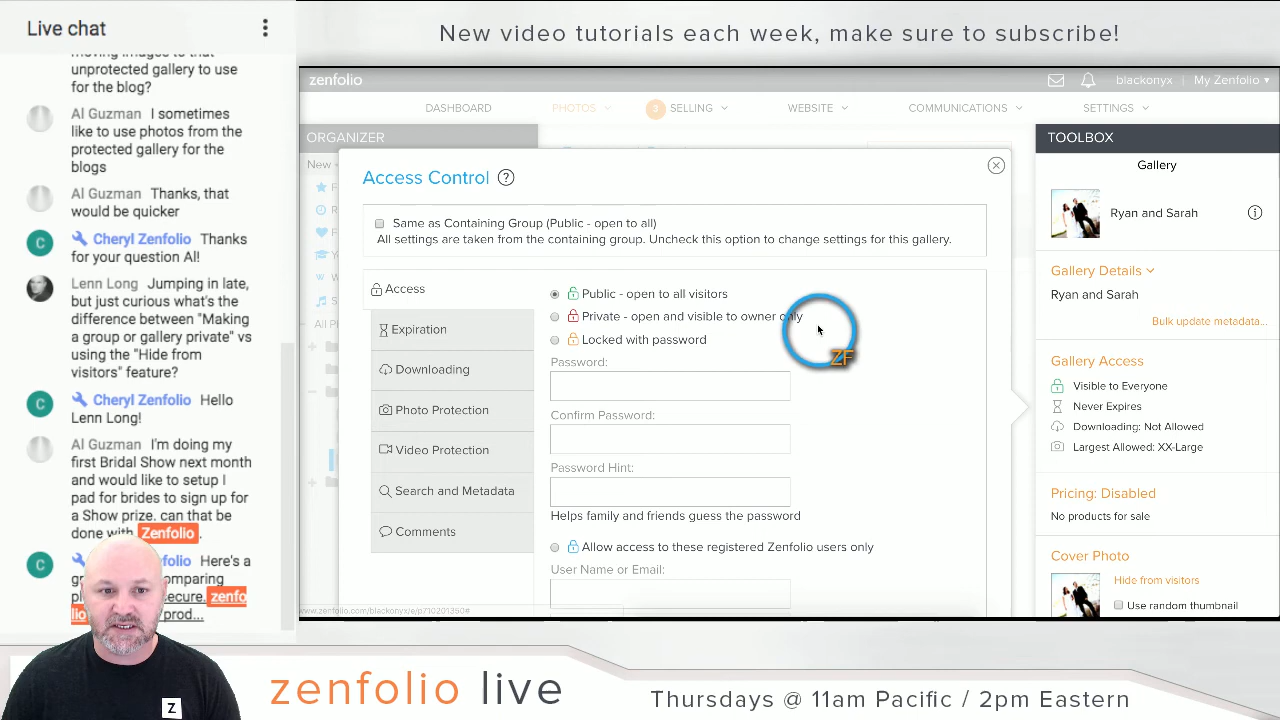 Live chat
moving images to that
unprotected gallery to use
for the blog?
Al Guzman I sometimes
like to use photos from the
protected gallery for the
blogs
Al Guzman Thanks, that
would be quicker
C
Cheryl Zenfolio Thanks
for your question Al!
Lenn Long Jumping in late,
but just curious what's the
difference between "Making
a group or gallery private" vs
using the "Hide from
visitors" feature?
C
Cheryl Zenfolio Hello
Lenn Long!
Al Guzman I'm doing my
first Bridal Show next month
and would like to setup I
pad for brides to sign up for
a Show prize. can that be
done with Zenfolio.
C
Here's a
omparing
ecure.zenfo
lio
prod...
Z
New video tutorials each week, make sure to subscribe!
zenfolio
blackonyx
My Zenfolio
DASHBOARD
PHOTOS
SELLING
WEBSITE
COMMUNICATIONS
SETTINGS
ORGANIZER
New
All P
Access Control ?
Same as Containing Group (Public - open to all)
All settings are taken from the containing group. Uncheck this option to change settings for this gallery.
Access
Expiration
Downloading
Photo Protection
Video Protection
Search and Metadata
Comments
Public - open to all visitors
Private - open and visible to owner only
Locked with password
ZF
Password:
Confirm Password:
Password Hint:
Helps family and friends guess the password
Allow access to these registered Zenfolio users only
User Name or Email:
www.zenfolio.com/blackonyx/e/p710201350#
TOOLBOX
Gallery
Ryan and Sarah
Gallery Details
Ryan and Sarah
Bulk update metadata...
Gallery Access
Visible to Everyone
Never Expires
Downloading: Not Allowed
Largest Allowed: XX-Large
Pricing: Disabled
No products for sale
Cover Photo
Hide from visitors
Use random thumbnail
zenfolio live
Thursdays @ 11am Pacific / 2pm Eastern